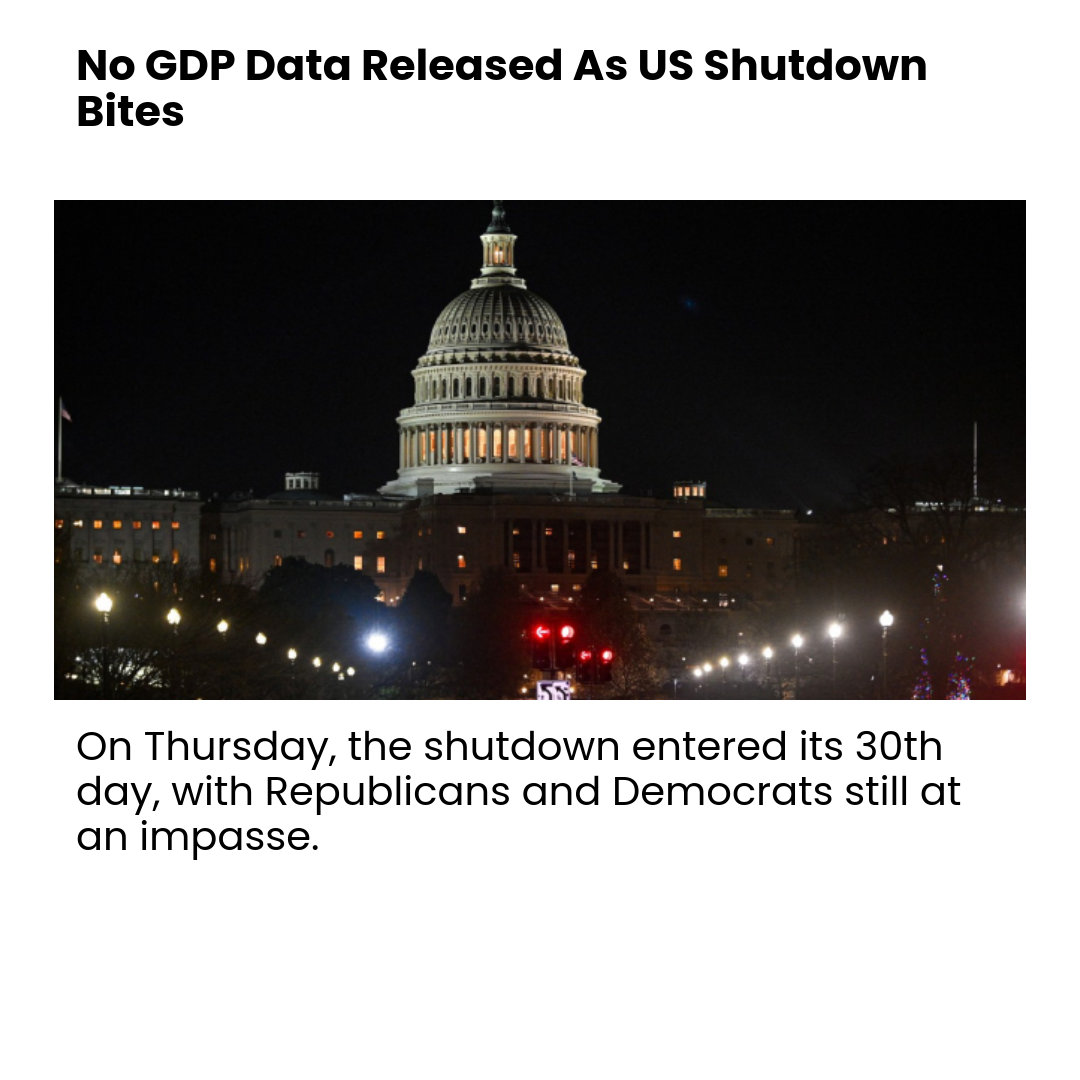 No GDP Data Released As US Shutdown
Bites
On Thursday, the shutdown entered its 30th
day, with Republicans and Democrats still at
an impasse.